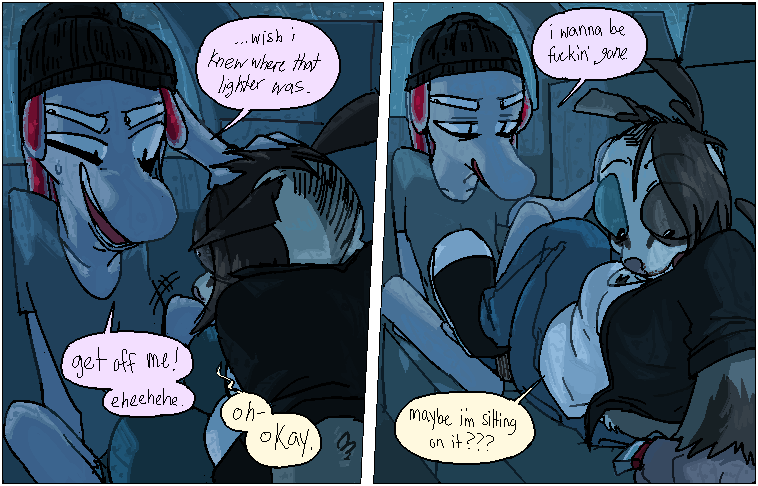 ...wish i
knew where that
lighter was.
get off me!
eheehehe.
oh-
okay.
i wanna be
fuckin' gone.
maybe i'm sitting
on it???